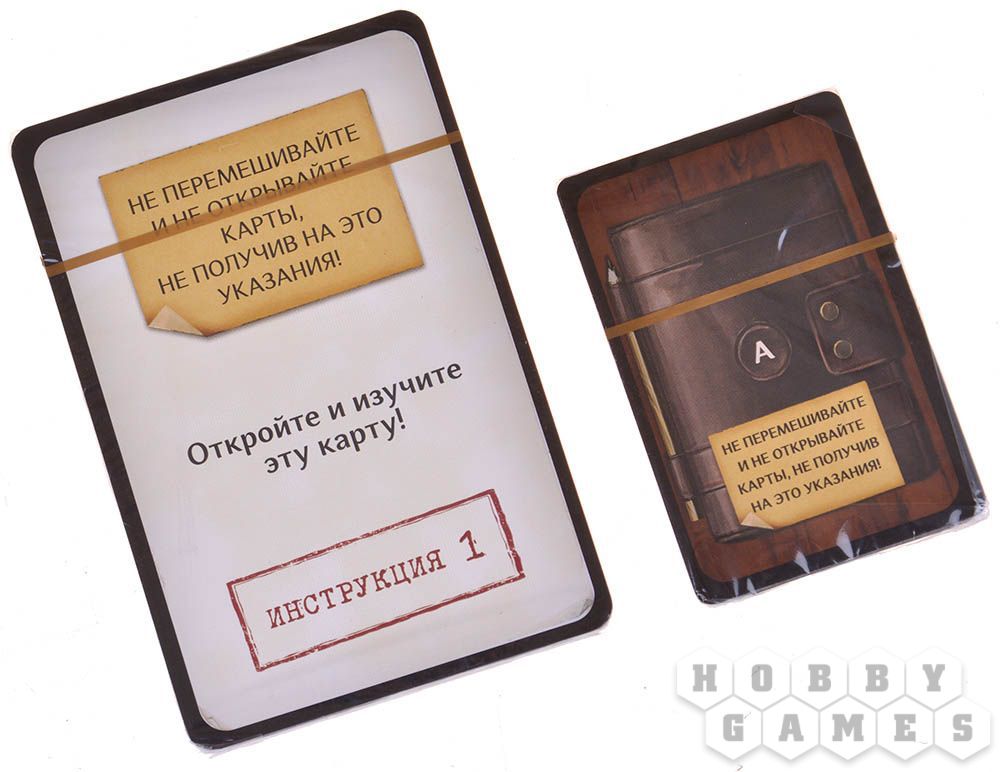 НЕ ПЕРЕМЕШИВАЙТЕ
И НЕ ОТКРЫВАЙТЕ
КАРТЫ,
НЕ ПОЛУЧИВ НА ЭТО
УКАЗАНИЯ!
Откройте и изучите
эту карту!
ИНСТРУКЦИЯ 1
A
НЕ ПЕРЕМЕШИВАЙТЕ
И НЕ ОТКРЫВАЙТЕ
КАРТЫ, НЕ ПОЛУЧИВ
НА ЭТО УКАЗАНИЯ!
HOBBY
GAMES